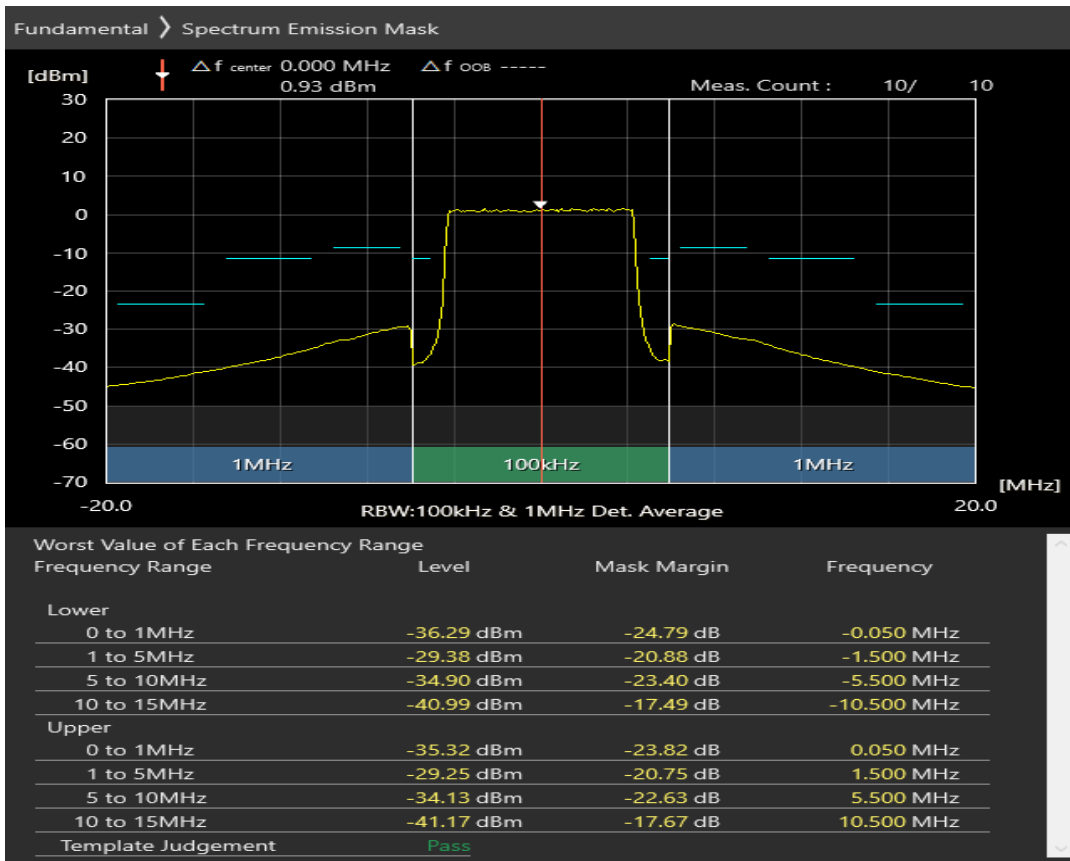 Fundamental ❯ Spectrum Emission Mask
[dBm] Δf center 0.000 MHz Δf OOB -----
0.93 dBm Meas. Count : 10/ 10
30
20
10
0
-10
-20
-30
-40
-50
-60
1MHz 100kHz 1MHz
-70
[MHz]
-20.0 RBW:100kHz & 1MHz Det. Average 20.0
Worst Value of Each Frequency Range
Frequency Range Level Mask Margin Frequency
Lower
0 to 1MHz -36.29 dBm -24.79 dB -0.050 MHz
1 to 5MHz -29.38 dBm -20.88 dB -1.500 MHz
5 to 10MHz -34.90 dBm -23.40 dB -5.500 MHz
10 to 15MHz -40.99 dBm -17.49 dB -10.500 MHz
Upper
0 to 1MHz -35.32 dBm -23.82 dB 0.050 MHz
1 to 5MHz -29.25 dBm -20.75 dB 1.500 MHz
5 to 10MHz -34.13 dBm -22.63 dB 5.500 MHz
10 to 15MHz -41.17 dBm -17.67 dB 10.500 MHz
Template Judgement Pass